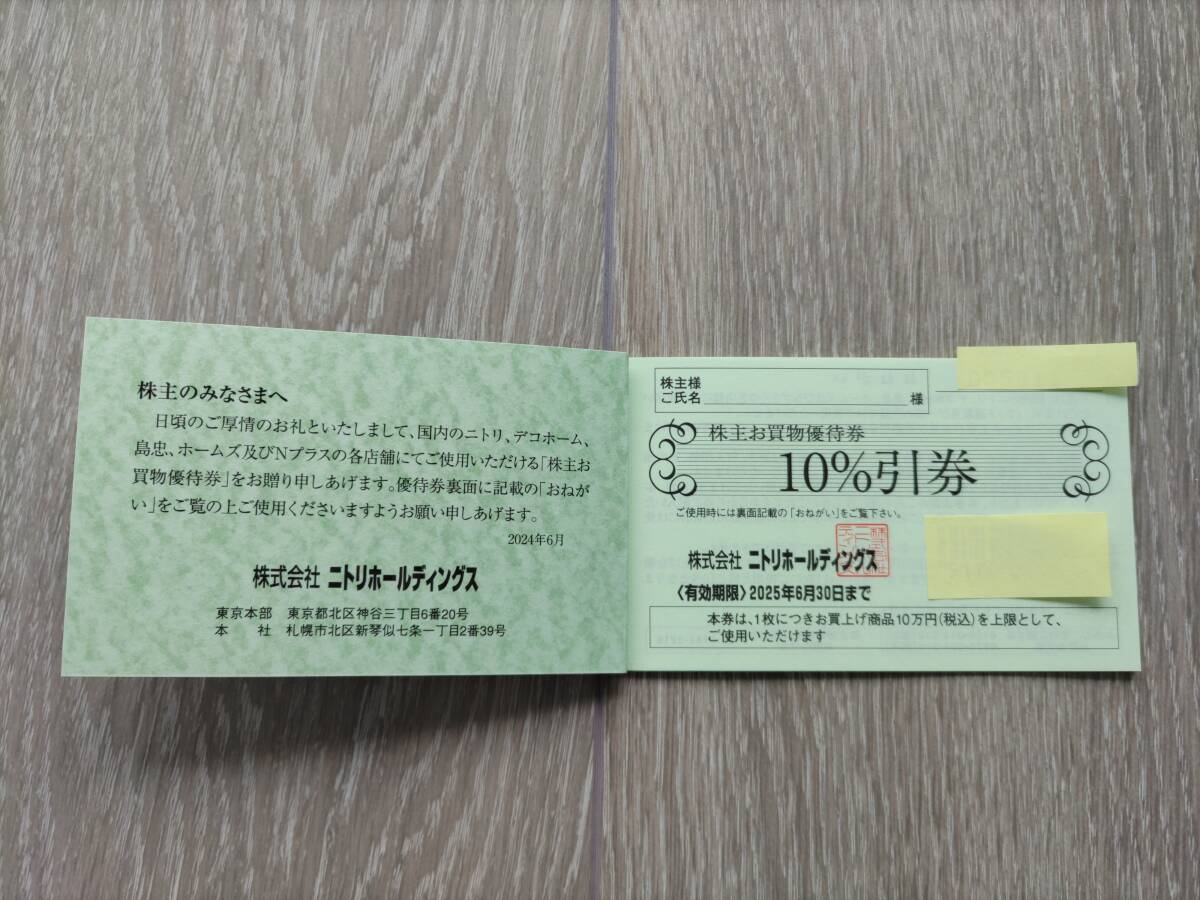 株主のみなさまへ
日頃のご厚情のお礼といたしまして、国内のニトリ、デコホーム、
島忠、ホームズ及びNプラスの各店舗にてご使用いただける「株主お
買物優待券」をお贈り申しあげます。優待券裏面に記載の「おねが
い」をご覧の上ご使用くださいますようお願い申しあげます。
2024年6月
株式会社 ニトリホールディングス
東京本部 東京都北区神谷三丁目6番20号
本 社 札幌市北区新琴似七条一丁目2番39号
株主様
ご氏名 様
株主お買物優待券
10%引券
ご使用時には裏面記載の「おねがい」をご覧下さい。
株式会社 ニトリホールディングス
〈有効期限〉2025年6月30日まで
本券は、1枚につきお買上げ商品10万円(税込)を上限として、
ご使用いただけます